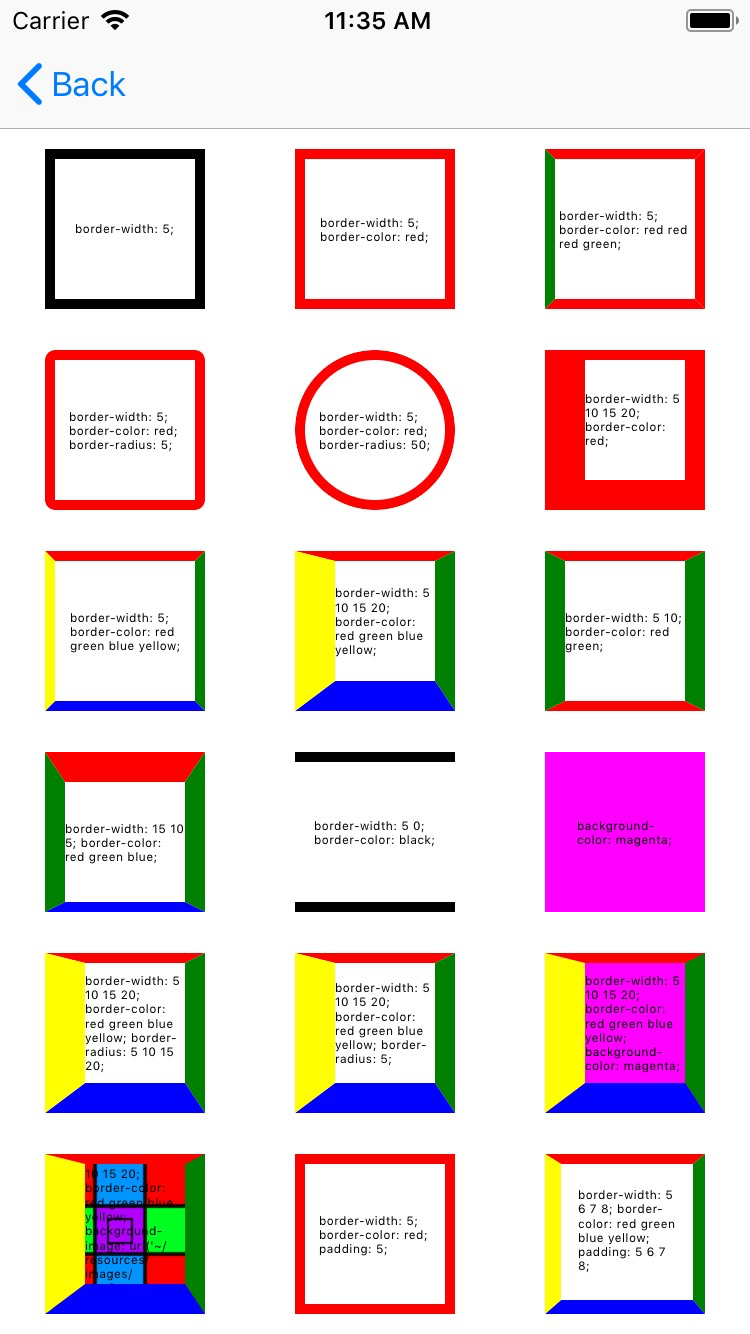 Carrier 11:35 AM
Back
border-width: 5;
border-width: 5;
border-color: red;
border-width: 5;
border-color: red red
red green;
border-width: 5;
border-color: red;
border-radius: 5;
border-width: 5;
border-color: red;
border-radius: 50;
border-width: 5
10 15 20;
border-color:
red;
border-width: 5;
border-color: red
green blue yellow;
border-width: 5
10 15 20;
border-color:
red green blue
yellow;
border-width: 5 10;
border-color: red
green;
border-width: 15 10
5; border-color:
red green blue;
border-width: 5 0;
border-color: black;
background-
color: magenta;
border-width: 5
10 15 20;
border-color:
red green blue
yellow; border-
radius: 5 10 15
20;
border-width: 5
10 15 20;
border-color:
red green blue
yellow; border-
radius: 5;
border-width: 5
10 15 20;
border-color:
red green blue
yellow;
background-
color: magenta;
10 15 20;
border-color:
red green blue
yellow;
background-
image: url('~/
resources/
images/
border-width: 5;
border-color: red;
padding: 5;
border-width: 5
6 7 8; border-
color: red green
blue yellow;
padding: 5 6 7
8;